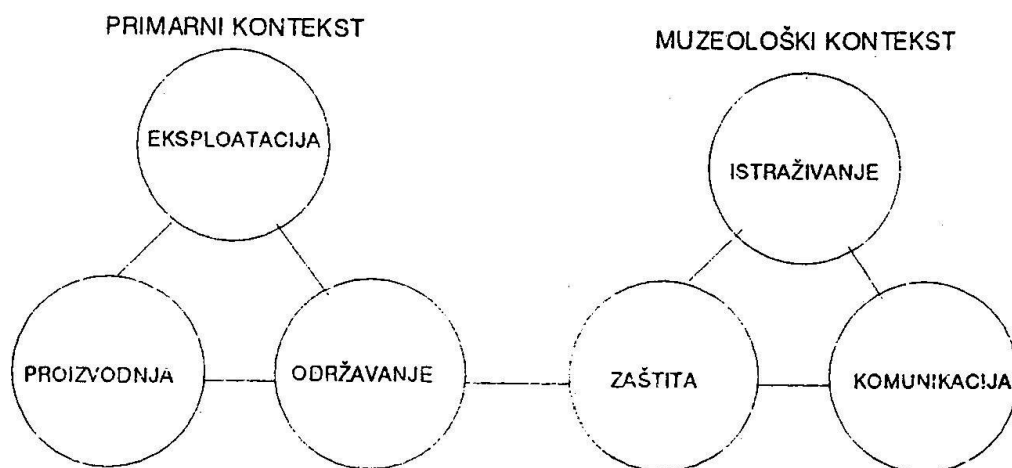 PRIMARNI KONTEKST
MUZEOLOŠKI KONTEKST
EKSPLOATACIJA
ISTRAŽIVANJE
PROIZVODNJA
ODRŽAVANJE
ZAŠTITA
KOMUNIKACIJA